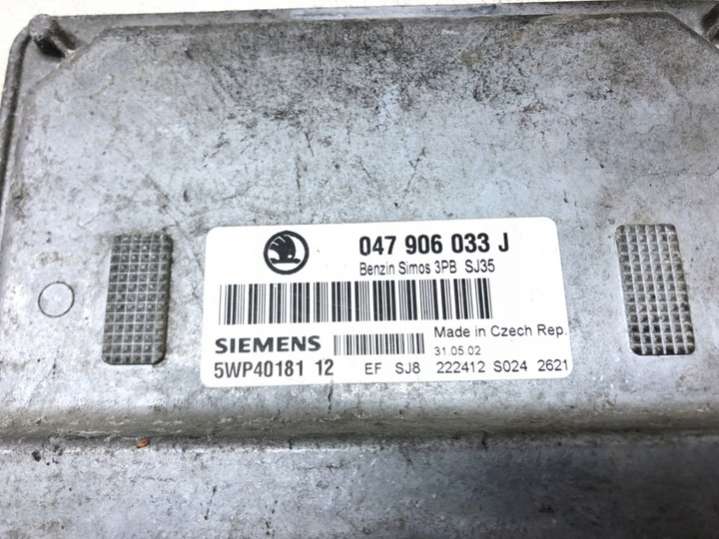 047 906 033 J
Benzin Simos 3PB SJ35
SIEMENS
Made in Czech Rep.
31.05.02
5WP40181 12
EF SJ8 222412 S024 2621